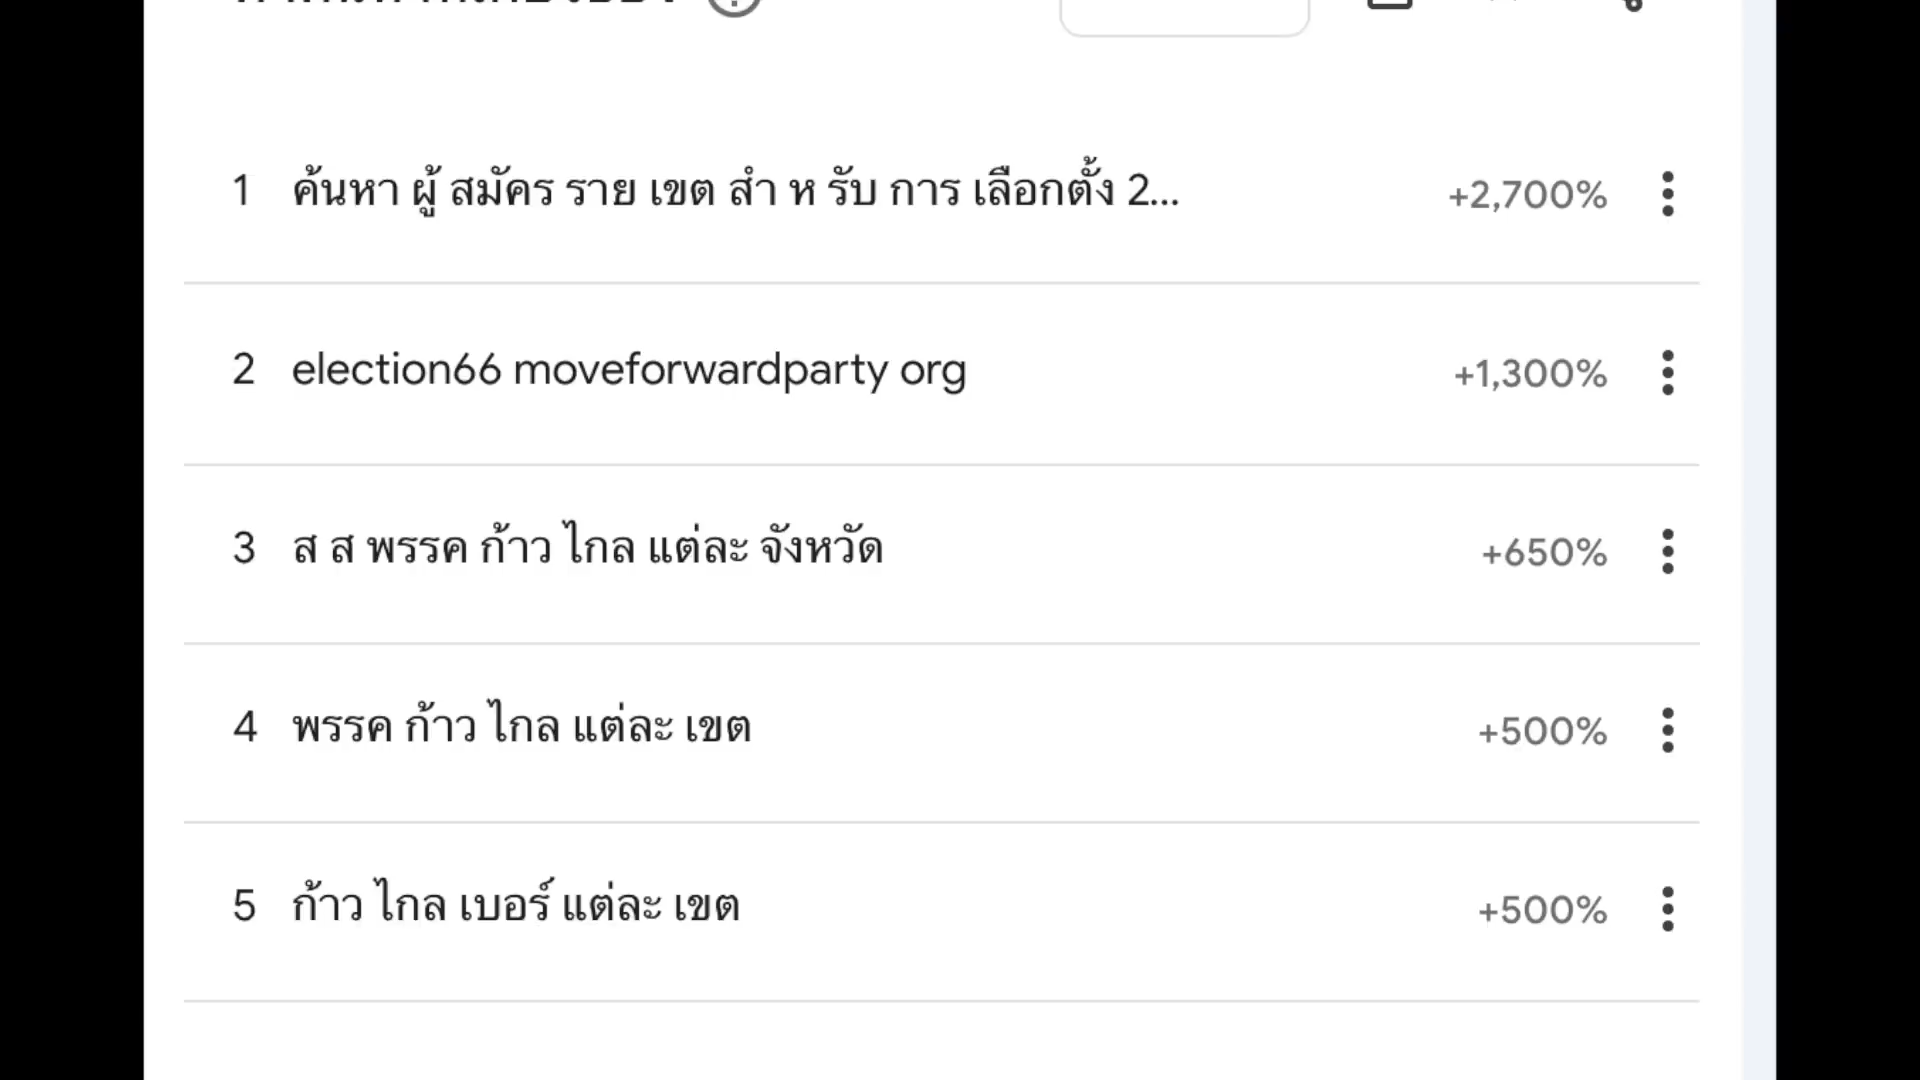 1 ค้นหา ผู้ สมัคร ราย เขต สำ ห รับ การ เลือกตั้ง 2... +2,700%
2 election66 moveforwardparty org +1,300%
3 ส ส พรรค ก้าว ไกล แต่ละ จังหวัด +650%
4 พรรค ก้าว ไกล แต่ละ เขต +500%
5 ก้าว ไกล เบอร์ แต่ละ เขต +500%